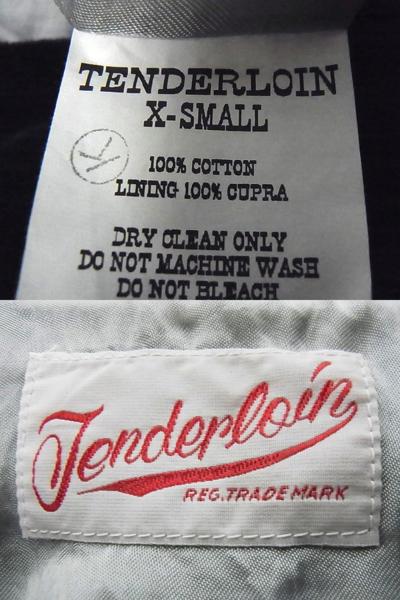 TENDERLOIN
X-SMALL
K
100% COTTON
LINING 100% CUPRA
DRY CLEAN ONLY
DO NOT MACHINE WASH
DO NOT BLEACH
Tenderloin
REG. TRADE MARK